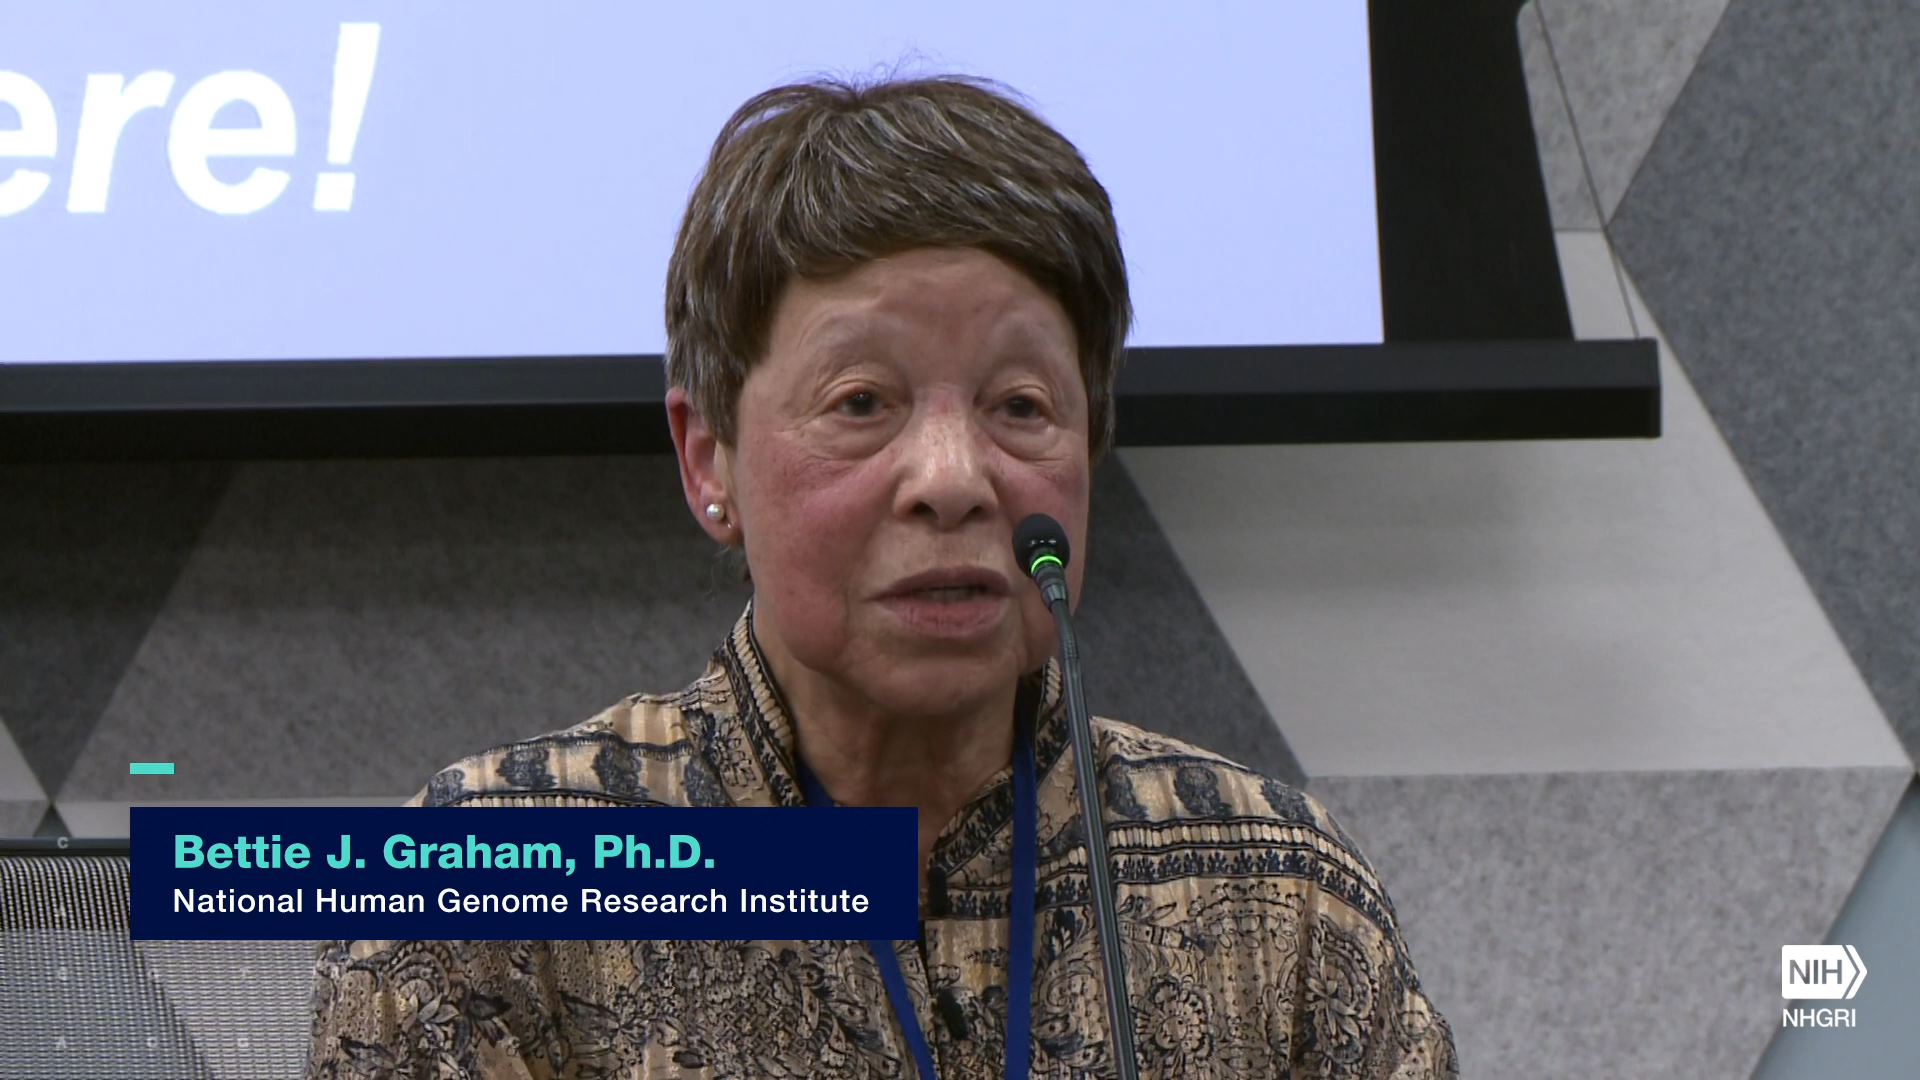 ere!
Bettie J. Graham, Ph.D.
National Human Genome Research Institute
NIH
NHGRI